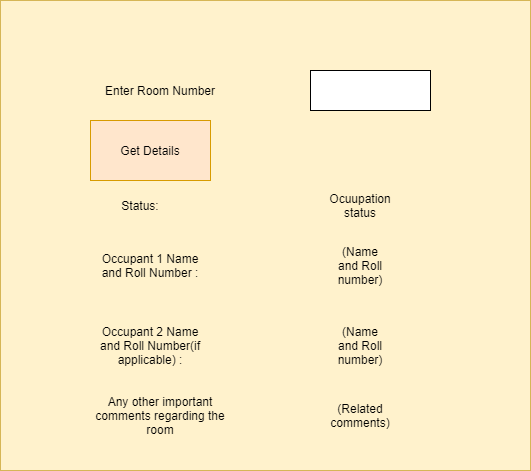 Enter Room Number
Get Details
Status:
Ocuupation
status
Occupant 1 Name
and Roll Number :
(Name
and Roll
number)
Occupant 2 Name
and Roll Number(if
applicable) :
(Name
and Roll
number)
Any other important
comments regarding the
room
(Related
comments)